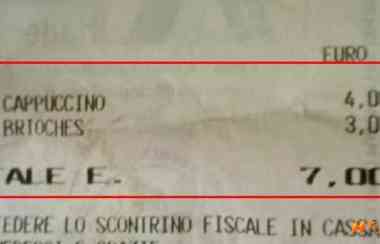 EURO
CAPPUCCINO 4,0
BRIOCHES 3,0
ALE E. 7,00
EDERE LO SCONTRINO FISCALE IN CASSA